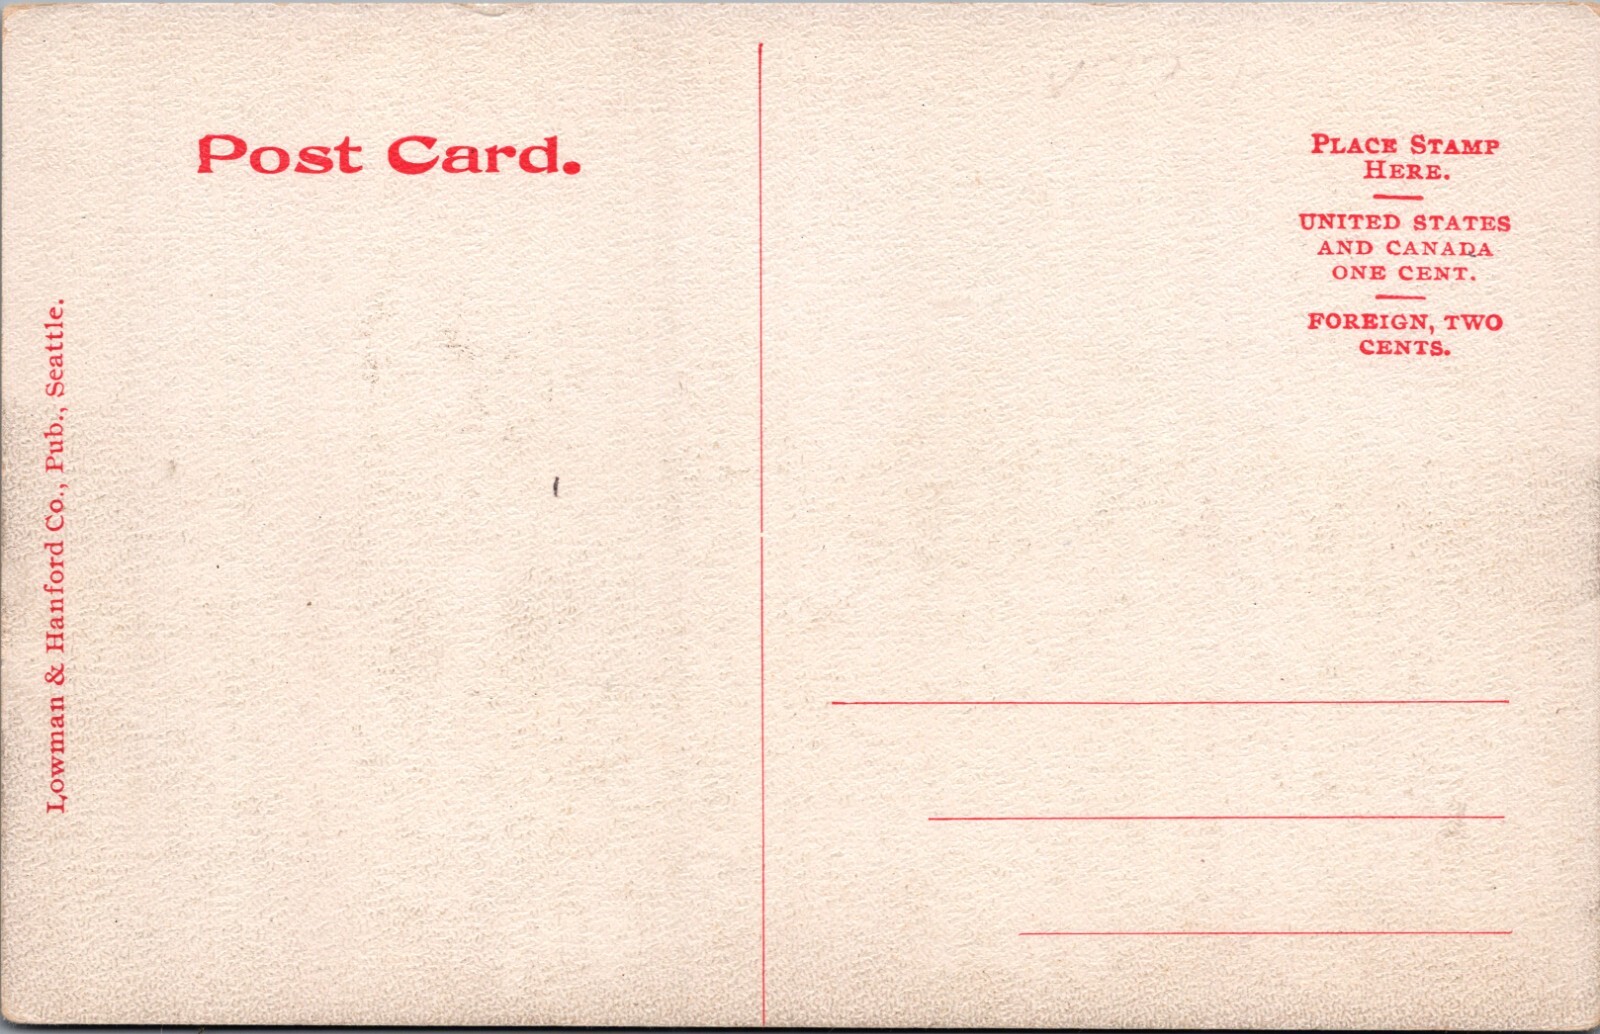 Post Card.
PLACE STAMP
HERE.
UNITED STATES
AND CANADA
ONE CENT.
FOREIGN, TWO
CENTS.
Lowman & Hanford Co., Pub., Seattle.